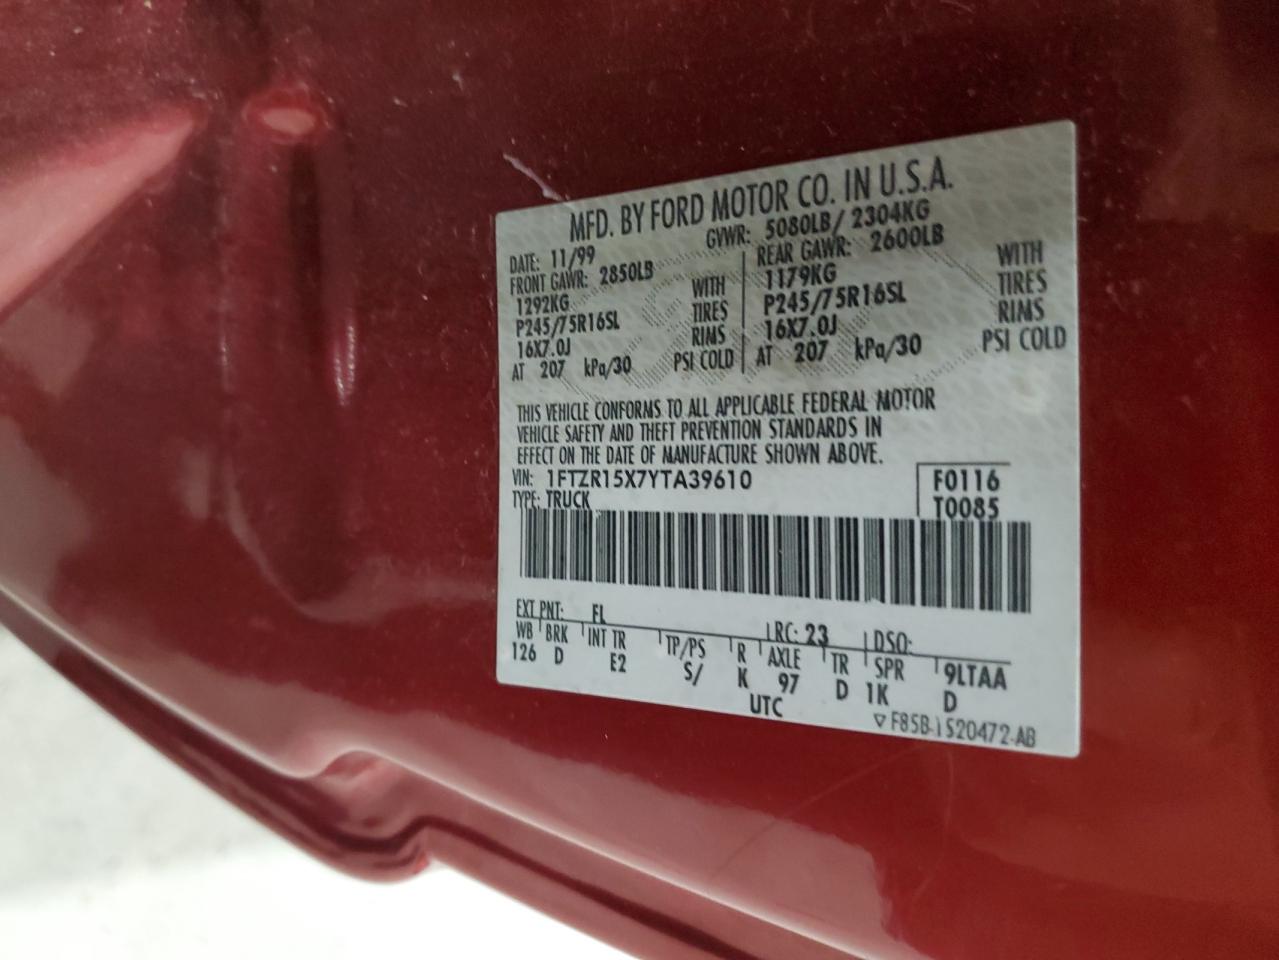 MFD. BY FORD MOTOR CO. IN U.S.A.
DATE: 11/99 GVWR: 5080LB/ 2304KG
FRONT GAWR: 2850LB REAR GAWR: 2600LB
1292KG WITH 1179KG WITH
P245/75R16SL TIRES P245/75R16SL TIRES
16X7.0J RIMS 16X7.0J RIMS
AT 207 kPa/30 PSI COLD AT 207 kPa/30 PSI COLD
THIS VEHICLE CONFORMS TO ALL APPLICABLE FEDERAL MOTOR
VEHICLE SAFETY AND THEFT PREVENTION STANDARDS IN
EFFECT ON THE DATE OF MANUFACTURE SHOWN ABOVE.
VIN: 1FTZR15X7YTA39610 F0116
TYPE: TRUCK T0085
EXT PNT: FL RC: 23 DSO:
WB BRK INT TR TP/PS R AXLE TR SPR 9LTAA
126 D E2 S/ K 97 D 1K D
UTC ▽ F85B-1520472-AB